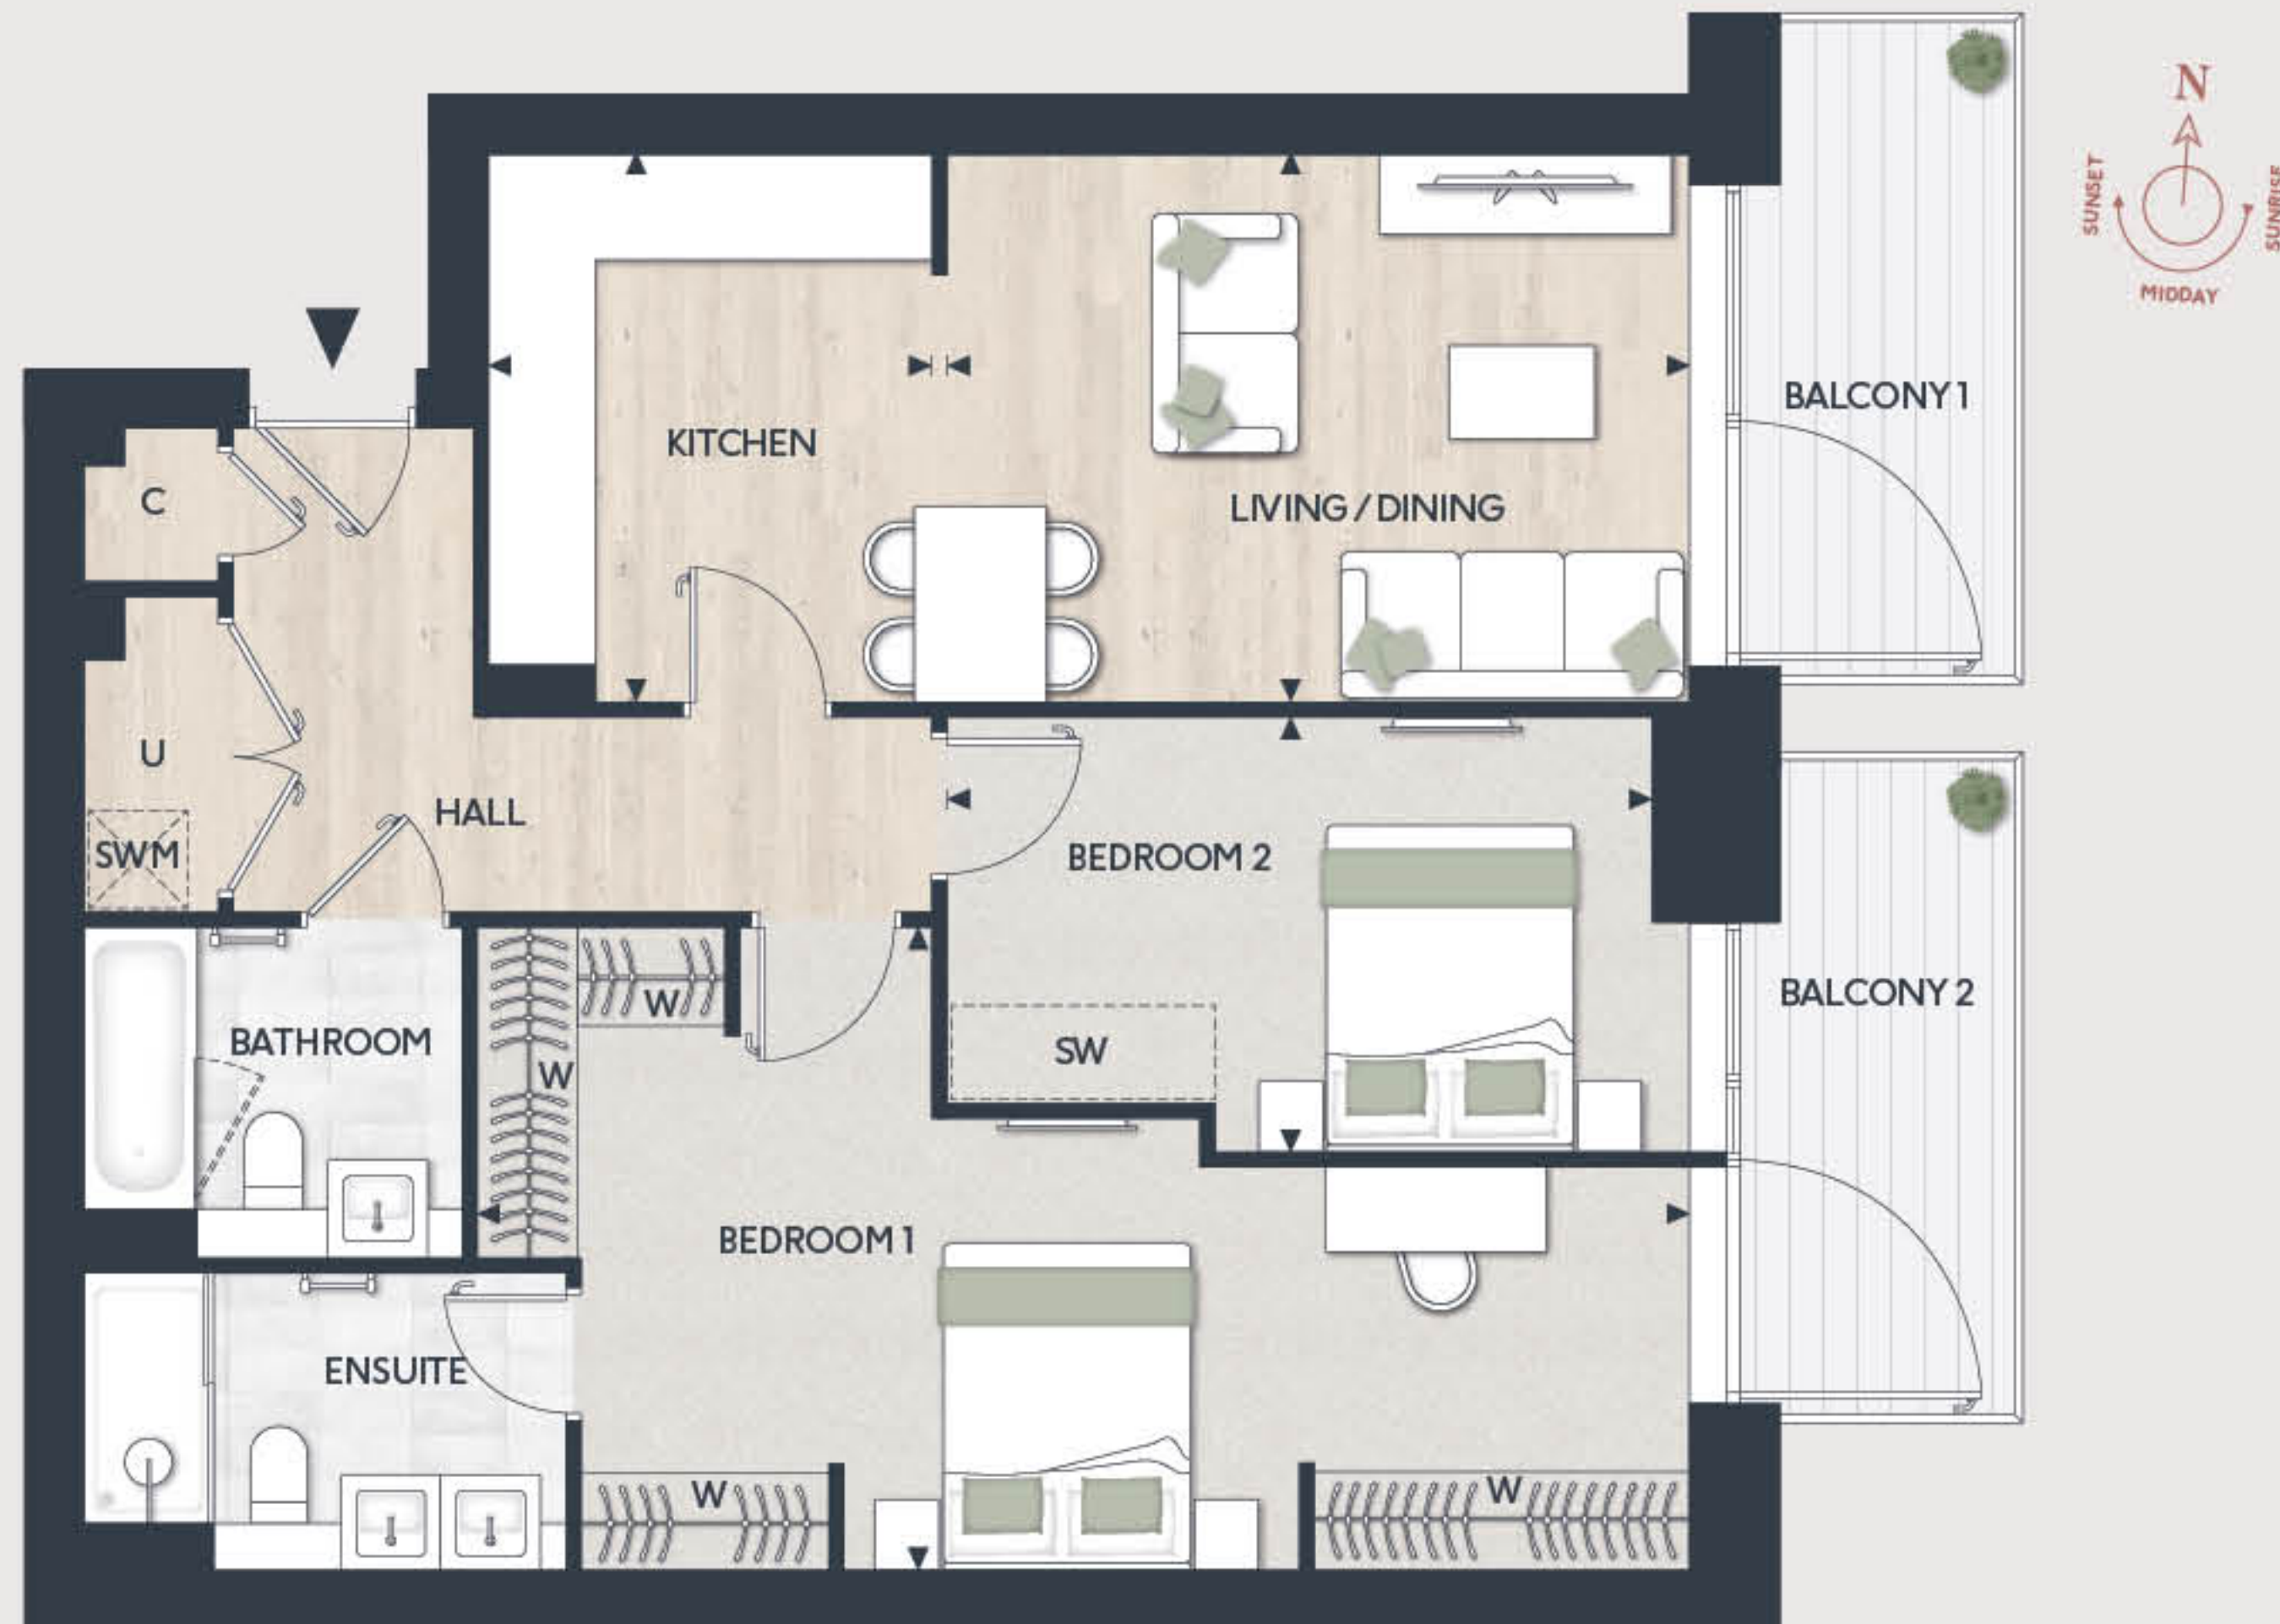 N
SUNSET
SUNRISE
MIDDAY
BALCONY 1
KITCHEN
C
LIVING / DINING
U
HALL
SWM
BEDROOM 2
BALCONY 2
W
BATHROOM
SW
W
BEDROOM 1
ENSUITE
W
W